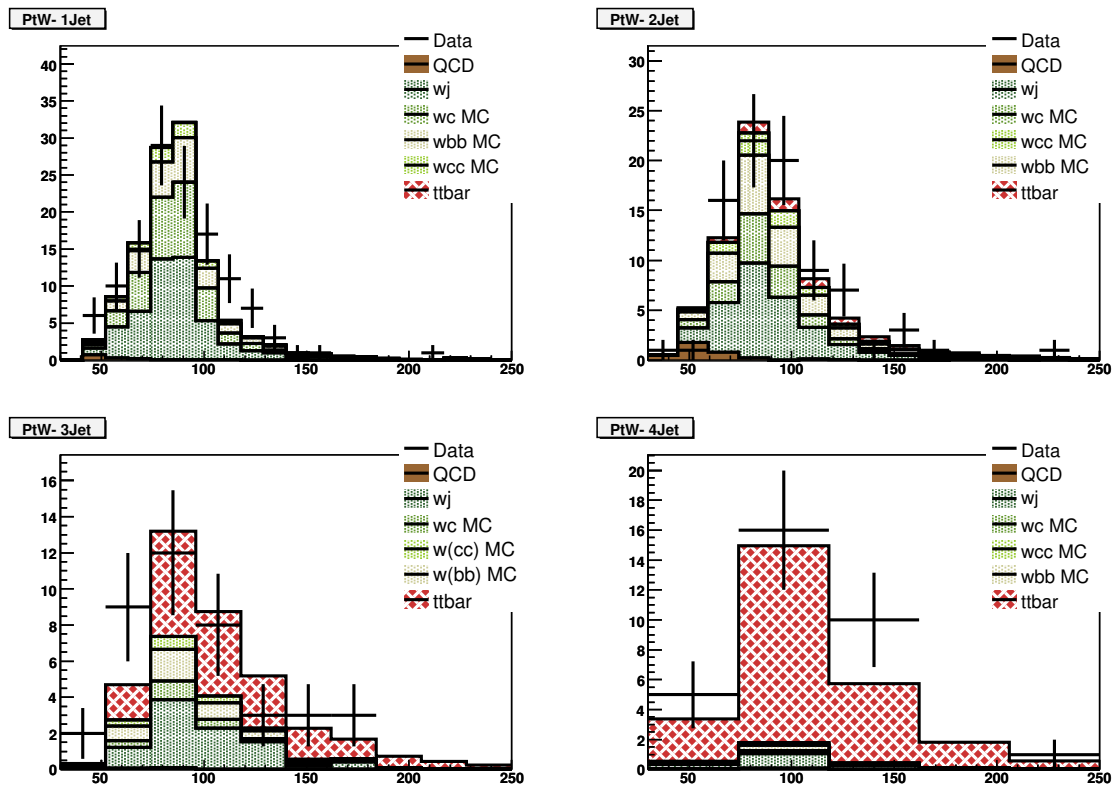 PtW- 1Jet
Data
QCD
wj
wc MC
wbb MC
wcc MC
ttbar
40
35
30
25
20
15
10
5
0
50 100 150 200 250
PtW- 2Jet
Data
QCD
wj
wc MC
wcc MC
wbb MC
ttbar
30
25
20
15
10
5
0
50 100 150 200 250
PtW- 3Jet
Data
QCD
wj
wc MC
w(cc) MC
w(bb) MC
ttbar
16
14
12
10
8
6
4
2
0
50 100 150 200 250
PtW- 4Jet
Data
QCD
wj
wc MC
wcc MC
wbb MC
ttbar
20
18
16
14
12
10
8
6
4
2
0
50 100 150 200 250